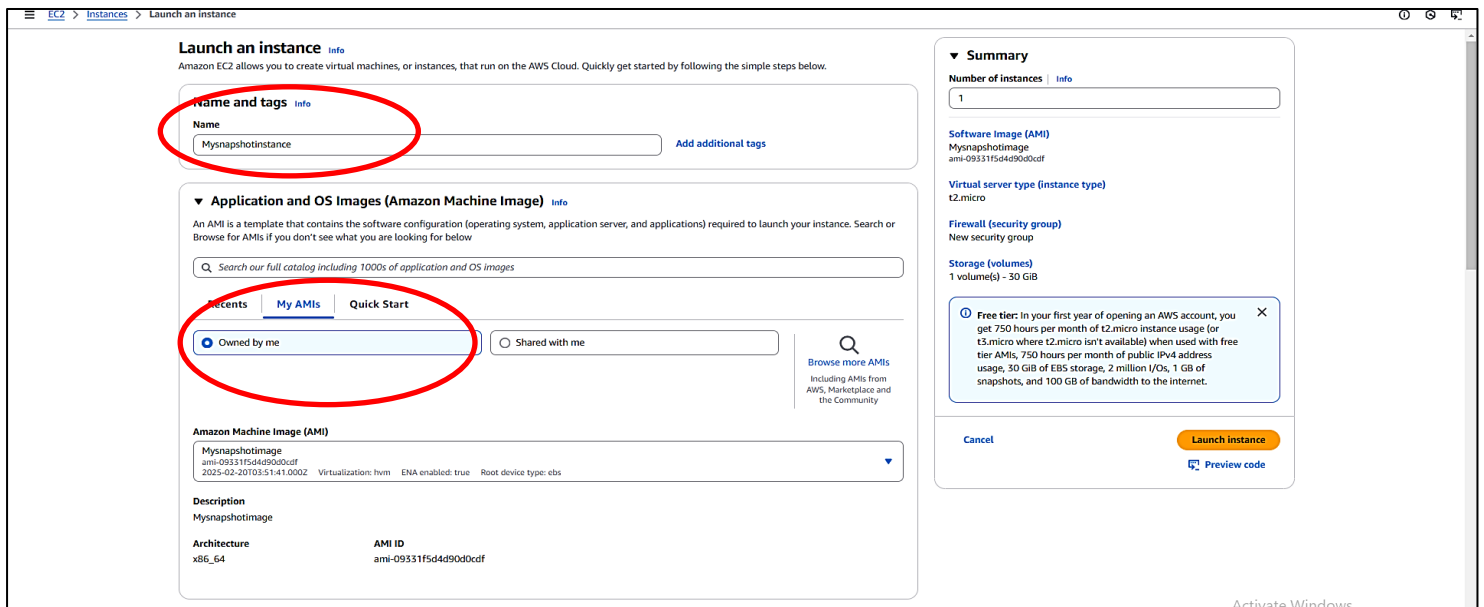 EC2 > Instances > Launch an instance
Launch an instance Info
Amazon EC2 allows you to create virtual machines, or instances, that run on the AWS Cloud. Quickly get started by following the simple steps below.
Name and tags Info
Name
Mysnapshotinstance
Add additional tags
Application and OS Images (Amazon Machine Image) Info
An AMI is a template that contains the software configuration (operating system, application server, and applications) required to launch your instance. Search or
Browse for AMIs if you don't see what you are looking for below
Search our full catalog including 1000s of application and OS images
Recents My AMIs Quick Start
Owned by me
Shared with me
Browse more AMIs
Including AMIs from
AWS, Marketplace and
the Community
Amazon Machine Image (AMI)
Mysnapshotimage
ami-09331f5d4d90d0cdf
2025-02-20T03:51:41.000Z Virtualization: hvm ENA enabled: true Root device type: ebs
Description
Mysnapshotimage
Architecture AMI ID
x86_64 ami-09331f5d4d90d0cdf
Summary
Number of instances Info
1
Software Image (AMI)
Mysnapshotimage
ami-09331f5d4d90d0cdf
Virtual server type (instance type)
t2.micro
Firewall (security group)
New security group
Storage (volumes)
1 volume(s) - 30 GiB
Free tier: In your first year of opening an AWS account, you
get 750 hours per month of t2.micro instance usage (or
t3.micro where t2.micro isn't available) when used with free
tier AMIs, 750 hours per month of public IPv4 address
usage, 30 GiB of EBS storage, 2 million I/Os, 1 GB of
snapshots, and 100 GB of bandwidth to the internet.
Cancel
Launch instance
Preview code
Activate Windows